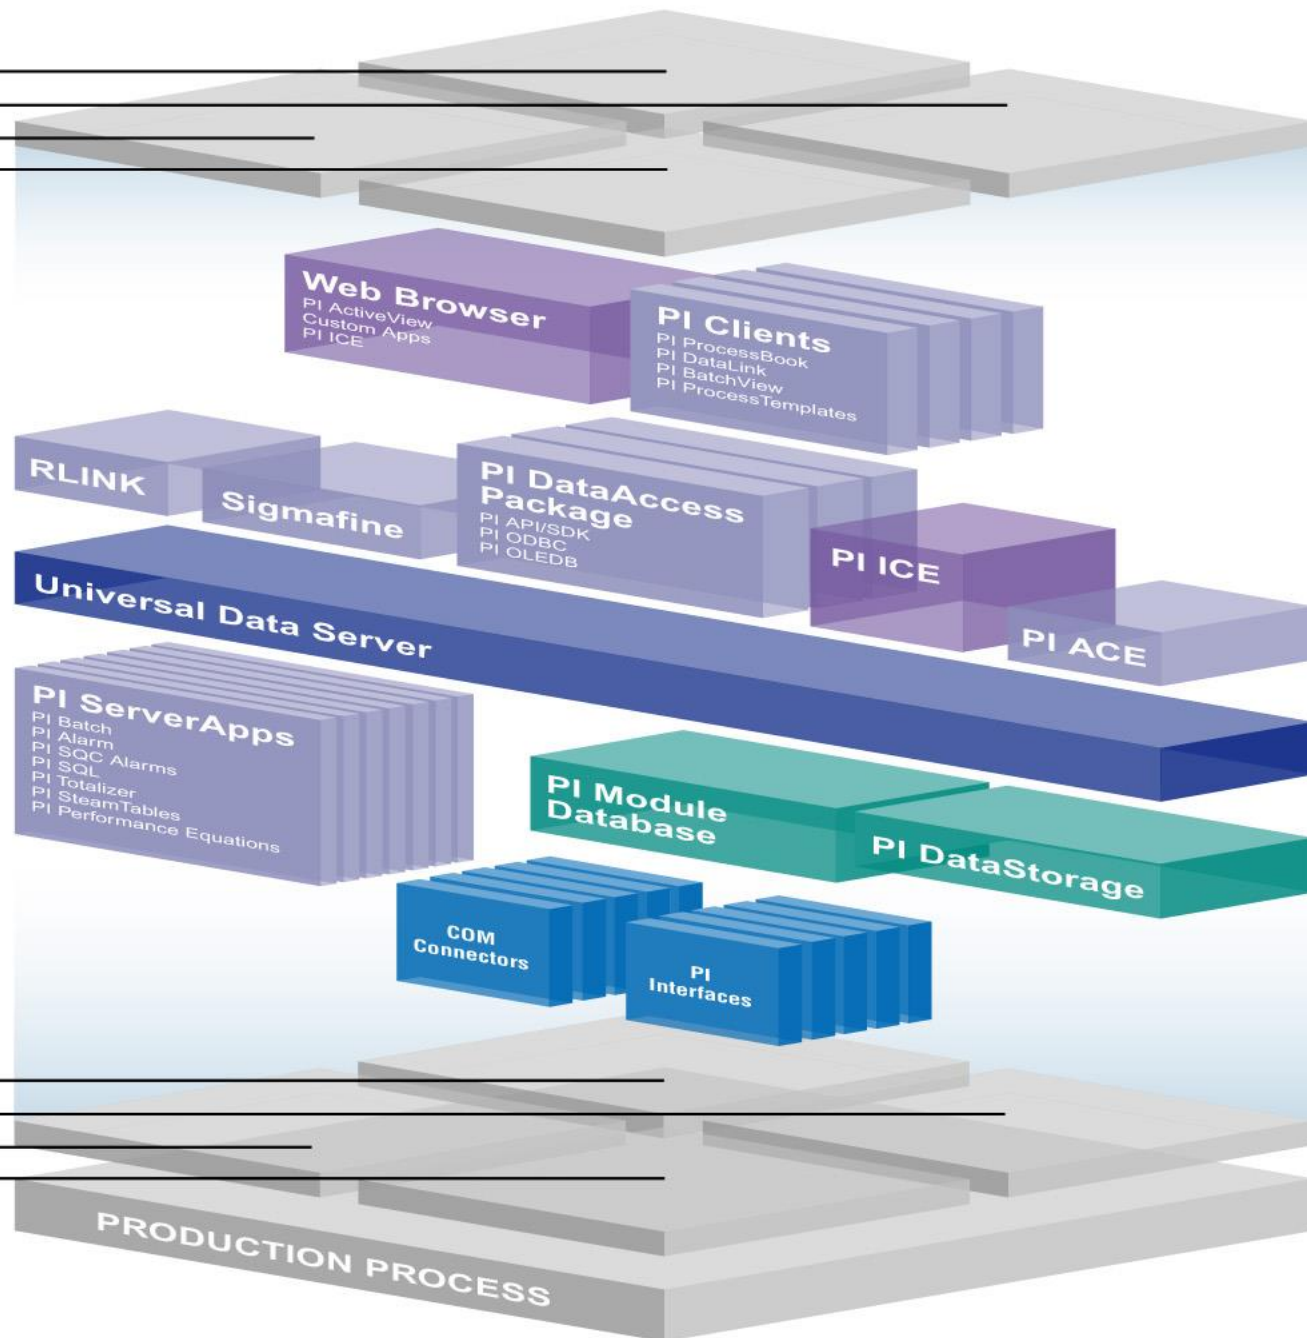 Web Browser
PI ActiveView
Custom Apps
PI ICE
PI Clients
PI ProcessBook
PI DataLink
PI BatchView
PI ProcessTemplates
RLINK
Sigmafine
PI DataAccess
Package
PI API/SDK
PI ODBC
PI OLEDB
PI ICE
PI ACE
Universal Data Server
PI ServerApps
PI Batch
PI Alarm
PI SQC Alarms
PI SQL
PI Totalizer
PI SteamTables
PI Performance Equations
PI Module
Database
PI DataStorage
COM
Connectors
PI
Interfaces
PRODUCTION PROCESS